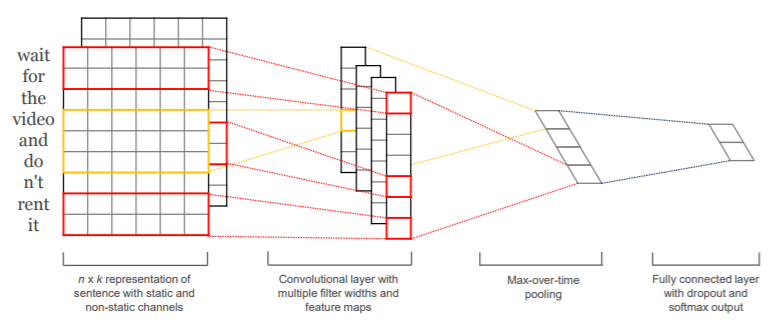 wait
for
the
video
and
do
n't
rent
it
n x k representation of
sentence with static and
non-static channels
Convolutional layer with
multiple filter widths and
feature maps
Max-over-time
pooling
Fully connected layer
with dropout and
softmax output